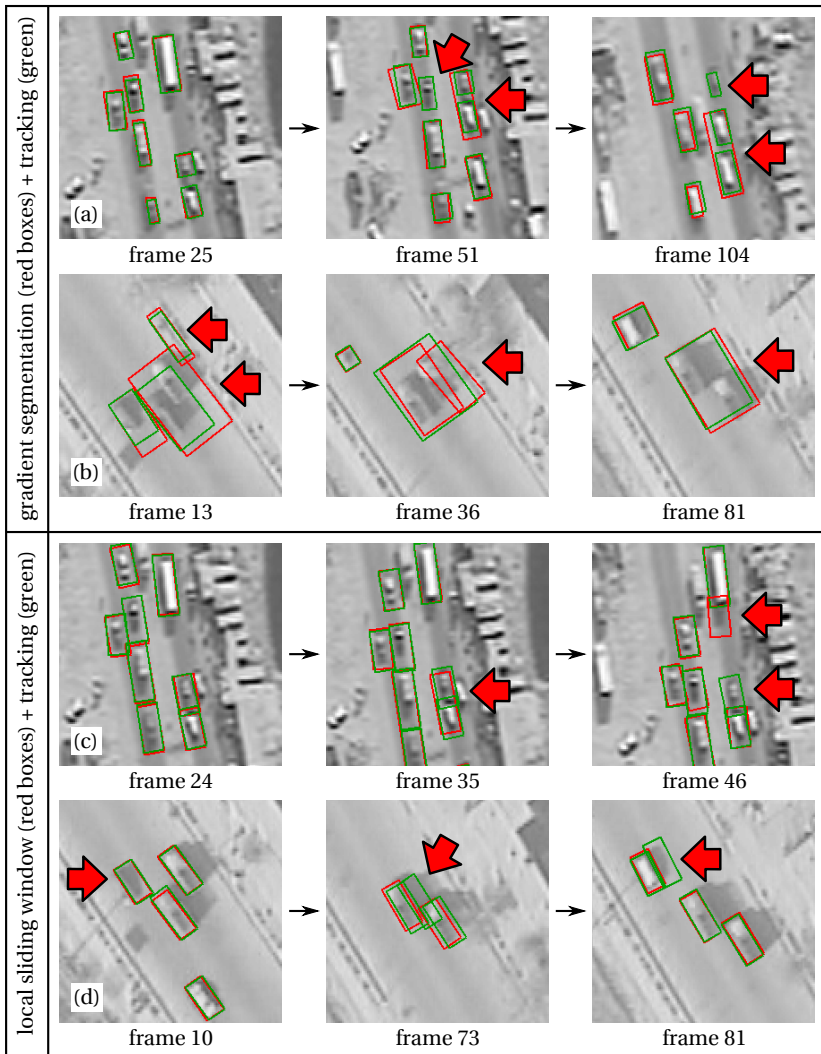 gradient segmentation (red boxes) + tracking (green)
(a)
frame 25
frame 51
frame 104
(b)
frame 13
frame 36
frame 81
local sliding window (red boxes) + tracking (green)
(c)
frame 24
frame 35
frame 46
(d)
frame 10
frame 73
frame 81